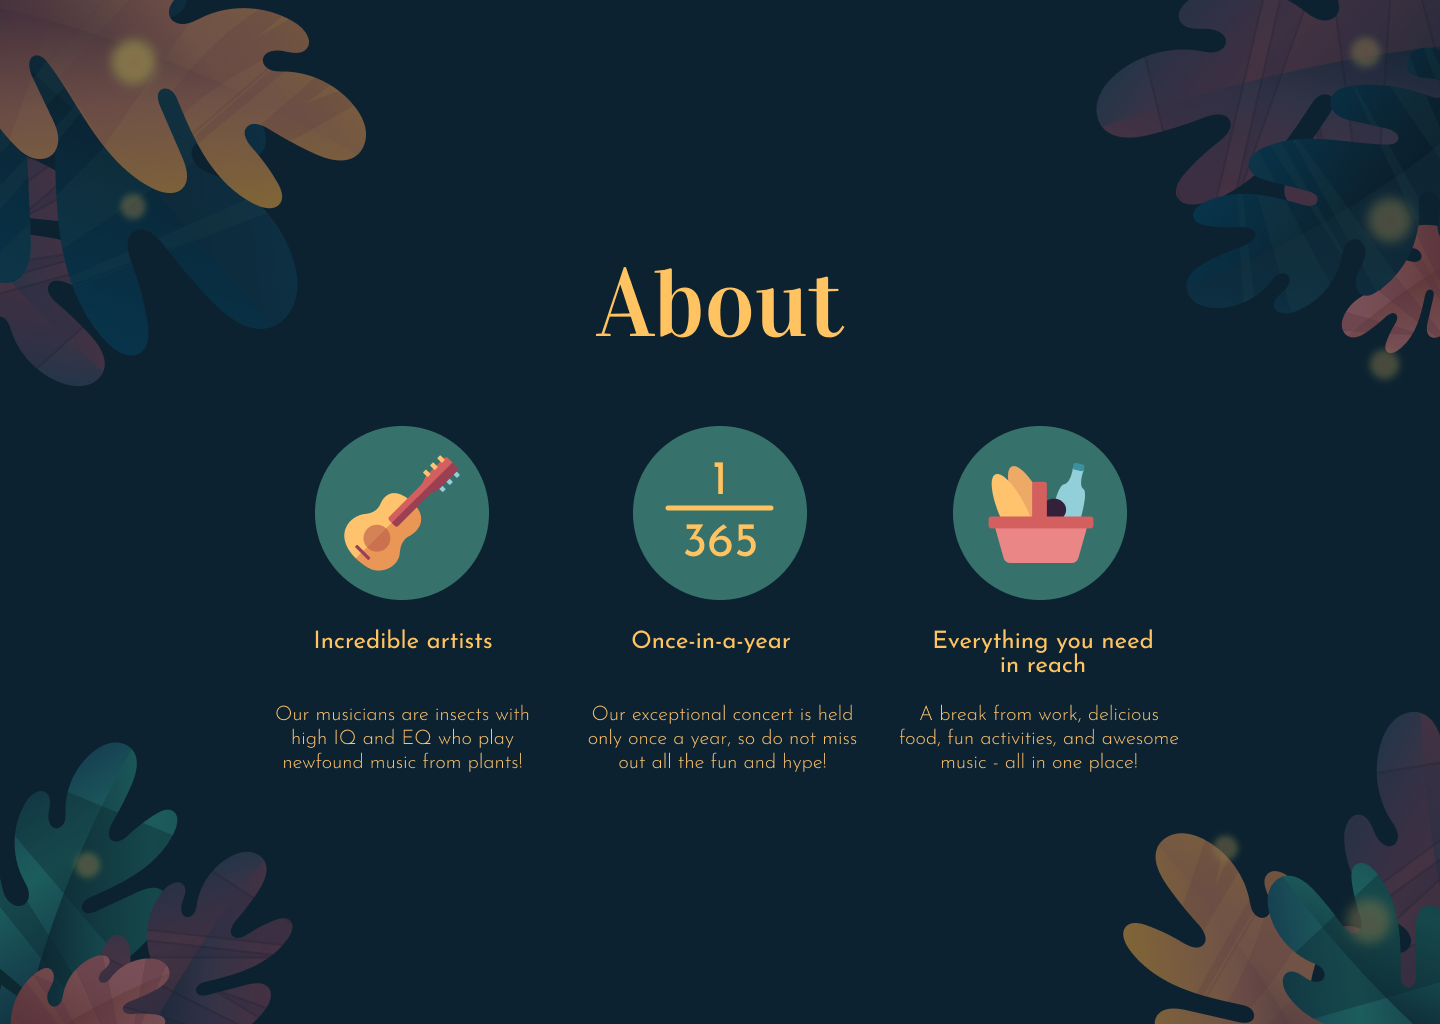 About
1
365
Incredible artists
Our musicians are insects with
high IQ and EQ who play
newfound music from plants!
Once-in-a-year
Our exceptional concert is held
only once a year, so do not miss
out all the fun and hype!
Everything you need
in reach
A break from work, delicious
food, fun activities, and awesome
music - all in one place!